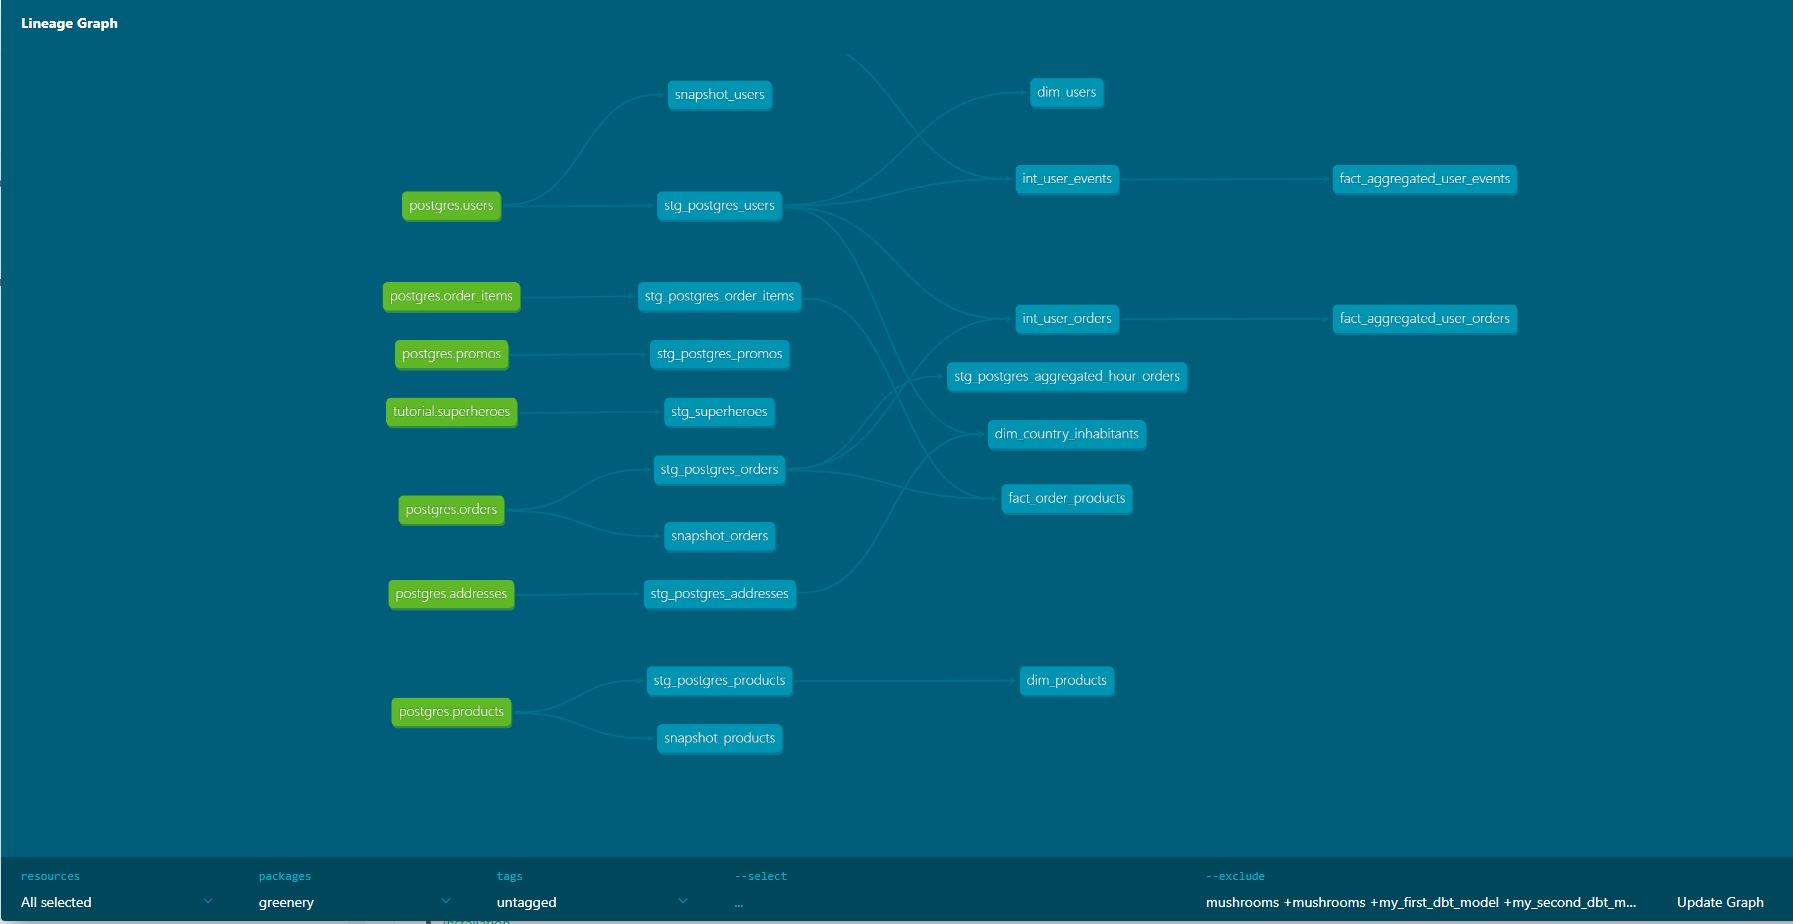 Lineage Graph
snapshot_users
dim_users
int_user_events
fact_aggregated_user_events
postgres.users
stg_postgres_users
postgres.order_items
stg_postgres_order_items
int_user_orders
fact_aggregated_user_orders
postgres.promos
stg_postgres_promos
stg_postgres_aggregated_hour_orders
tutorial.superheroes
stg_superheroes
dim_country_inhabitants
stg_postgres_orders
fact_order_products
postgres.orders
snapshot_orders
postgres.addresses
stg_postgres_addresses
stg_postgres_products
dim_products
postgres.products
snapshot_products
resources
packages
tags
--select
--exclude
All selected
greenery
untagged
...
mushrooms +mushrooms +my_first_dbt_model +my_second_dbt_m...
Update Graph